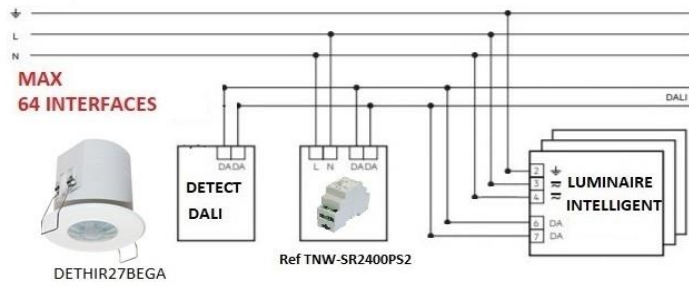 L
N
MAX
64 INTERFACES
DALI
DA DA
L N
DA DA
DETECT
DALI
2
3
4
6 DA
7 DA
LUMINAIRE
INTELLIGENT
Ref TNW-SR2400PS2
DETHIR27BEGA